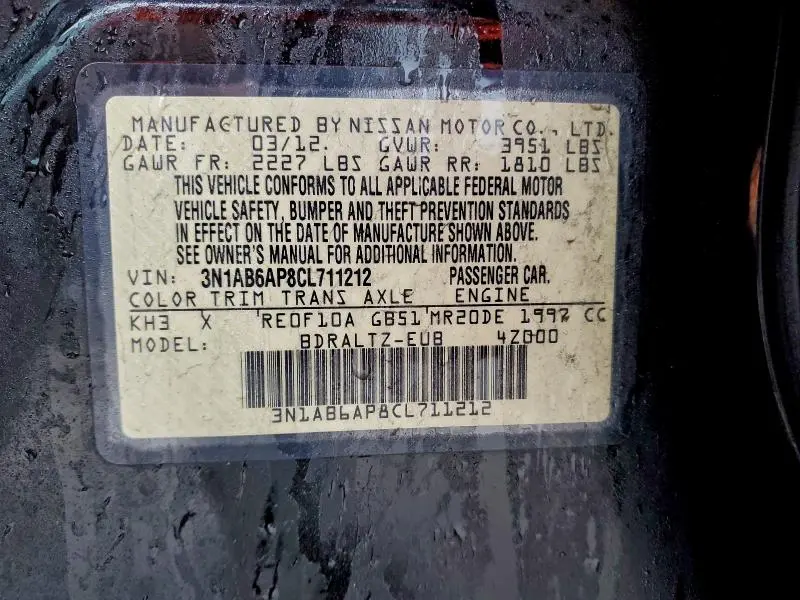 MANUFACTURED BY NISSAN MOTOR CO., LTD.
DATE: 03/12. GVWR: 3951 LBS
GAWR FR: 2227 LBS GAWR RR: 1810 LBS
THIS VEHICLE CONFORMS TO ALL APPLICABLE FEDERAL MOTOR
VEHICLE SAFETY, BUMPER AND THEFT PREVENTION STANDARDS
IN EFFECT ON THE DATE OF MANUFACTURE SHOWN ABOVE.
SEE OWNER'S MANUAL FOR ADDITIONAL INFORMATION.
VIN: 3N1AB6AP8CL711212 PASSENGER CAR.
COLOR TRIM TRANS AXLE ENGINE
KH3 X RE0F10A GB51 MR20DE 1997 CC
MODEL: BDRALTZ-EUB 4Z000
3N1AB6AP8CL711212